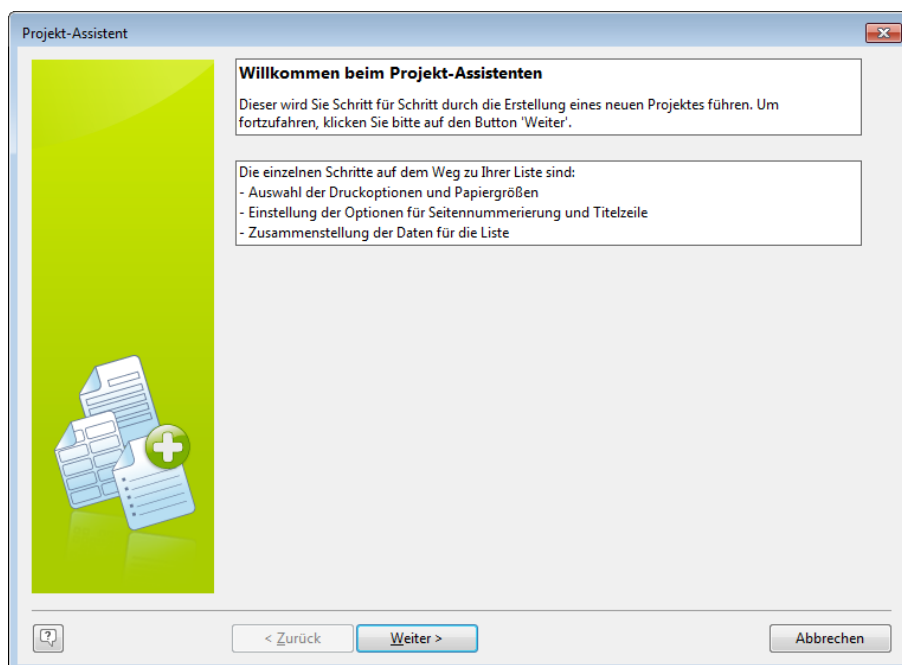 Projekt-Assistent
Willkommen beim Projekt-Assistenten
Dieser wird Sie Schritt für Schritt durch die Erstellung eines neuen Projektes führen. Um
fortzufahren, klicken Sie bitte auf den Button 'Weiter'.
Die einzelnen Schritte auf dem Weg zu Ihrer Liste sind:
- Auswahl der Druckoptionen und Papiergrößen
- Einstellung der Optionen für Seitennummerierung und Titelzeile
- Zusammenstellung der Daten für die Liste
< Zurück
Weiter >
Abbrechen